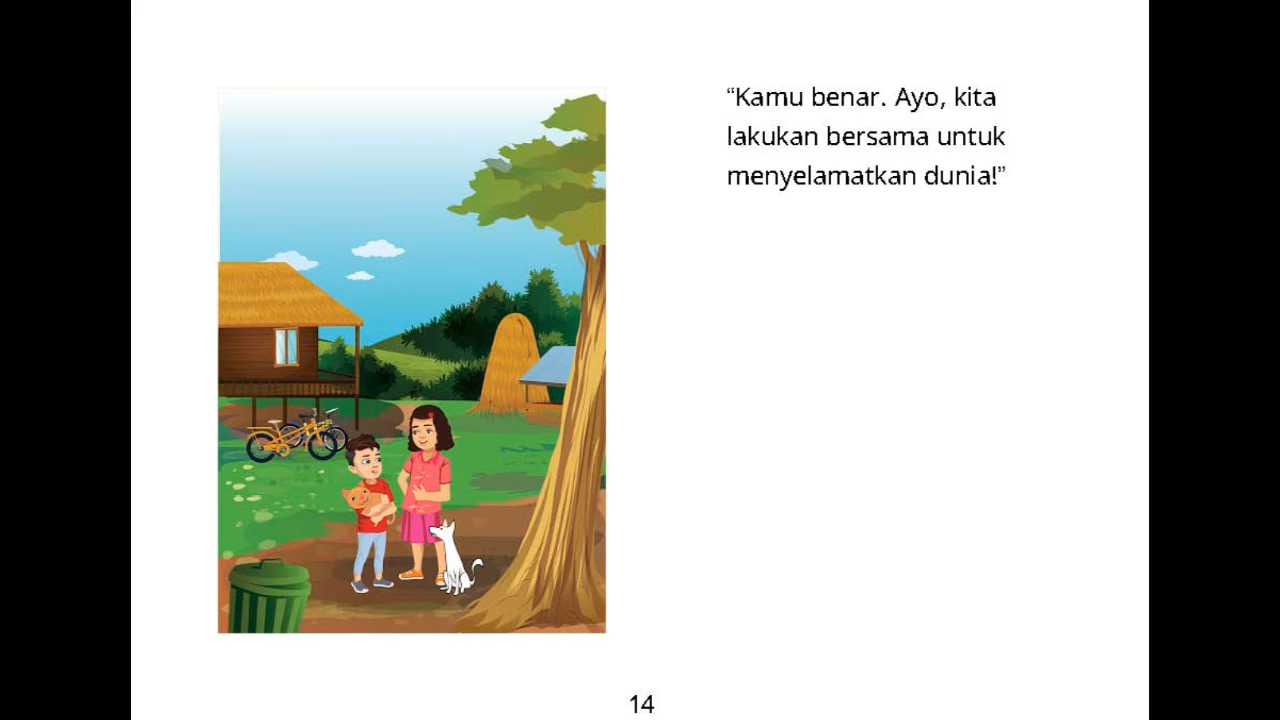 “Kamu benar. Ayo, kita
lakukan bersama untuk
menyelamatkan dunia!”
14